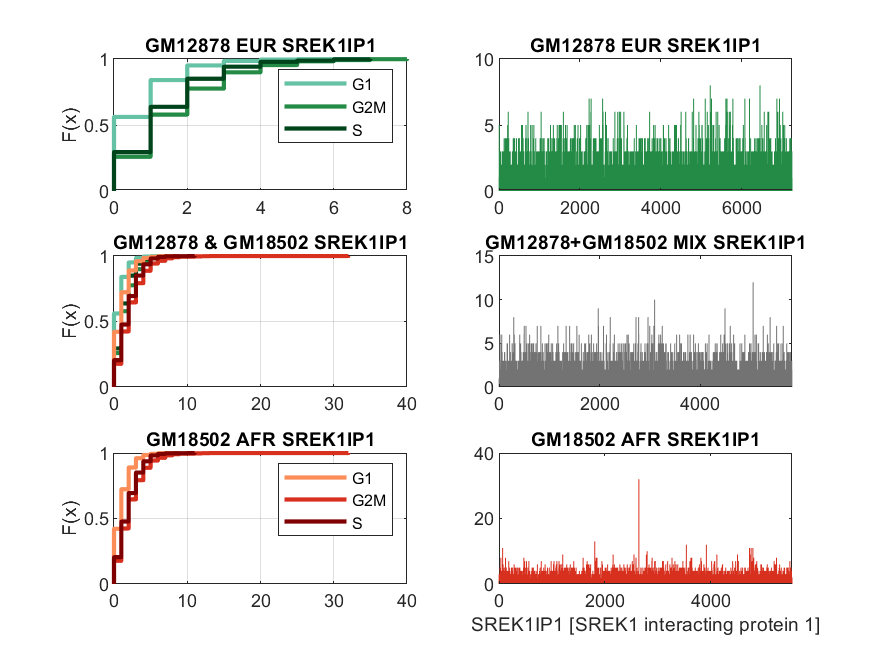 GM12878 EUR SREK1IP1
F(x)
1
0.5
0
0 2 4 6 8
G1
G2M
S
GM12878 EUR SREK1IP1
10
5
0
0 2000 4000 6000
GM12878 & GM18502 SREK1IP1
F(x)
1
0.5
0
0 10 20 30 40
GM12878+GM18502 MIX SREK1IP1
15
10
5
0
0 2000 4000
GM18502 AFR SREK1IP1
F(x)
1
0.5
0
0 10 20 30 40
G1
G2M
S
GM18502 AFR SREK1IP1
40
20
0
0 2000 4000
SREK1IP1 [SREK1 interacting protein 1]